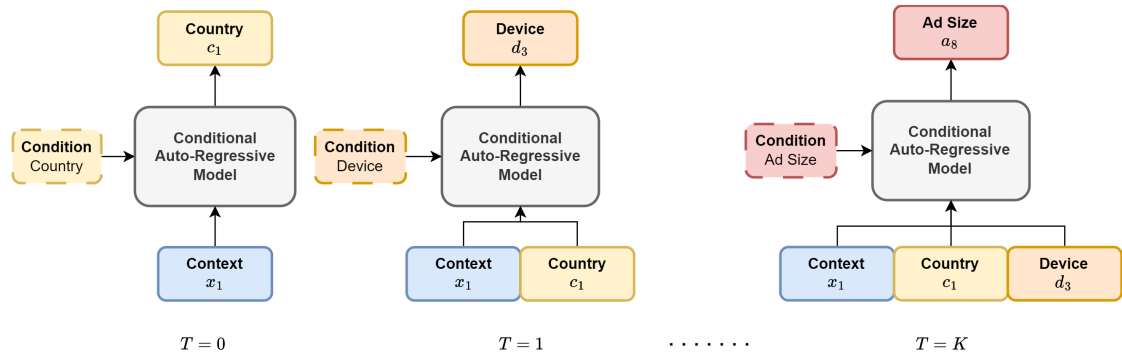 Country
c₁
Device
d₃
Ad Size
a₈
Condition
Country
Conditional
Auto-Regressive
Model
Condition
Device
Conditional
Auto-Regressive
Model
Condition
Ad Size
Conditional
Auto-Regressive
Model
Context
x₁
Context
x₁
Country
c₁
Context
x₁
Country
c₁
Device
d₃
T = 0
T = 1
. . . . . . .
T = K